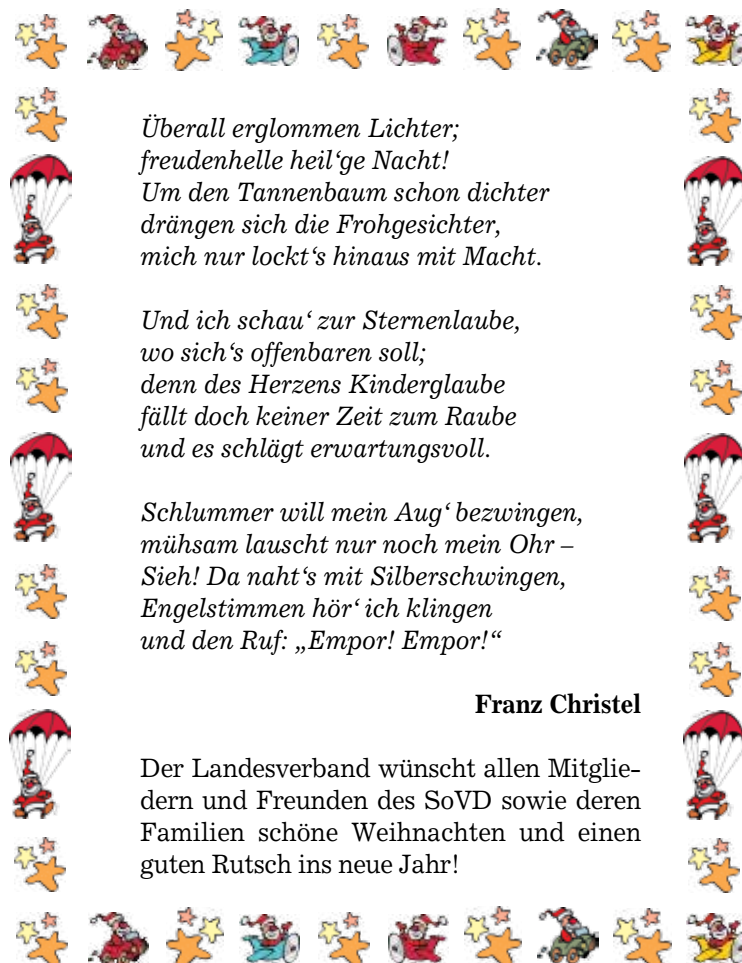 Überall erglommen Lichter;
freudenhelle heil‘ge Nacht!
Um den Tannenbaum schon dichter
drängen sich die Frohgesichter,
mich nur lockt‘s hinaus mit Macht.
Und ich schau‘ zur Sternenlaube,
wo sich‘s offenbaren soll;
denn des Herzens Kinderglaube
fällt doch keiner Zeit zum Raube
und es schlägt erwartungsvoll.
Schlummer will mein Aug‘ bezwingen,
mühsam lauscht nur noch mein Ohr –
Sieh! Da naht‘s mit Silberschwingen,
Engelstimmen hör‘ ich klingen
und den Ruf: „Empor! Empor!“
Franz Christel
Der Landesverband wünscht allen Mitglie-
dern und Freunden des SoVD sowie deren
Familien schöne Weihnachten und einen
guten Rutsch ins neue Jahr!